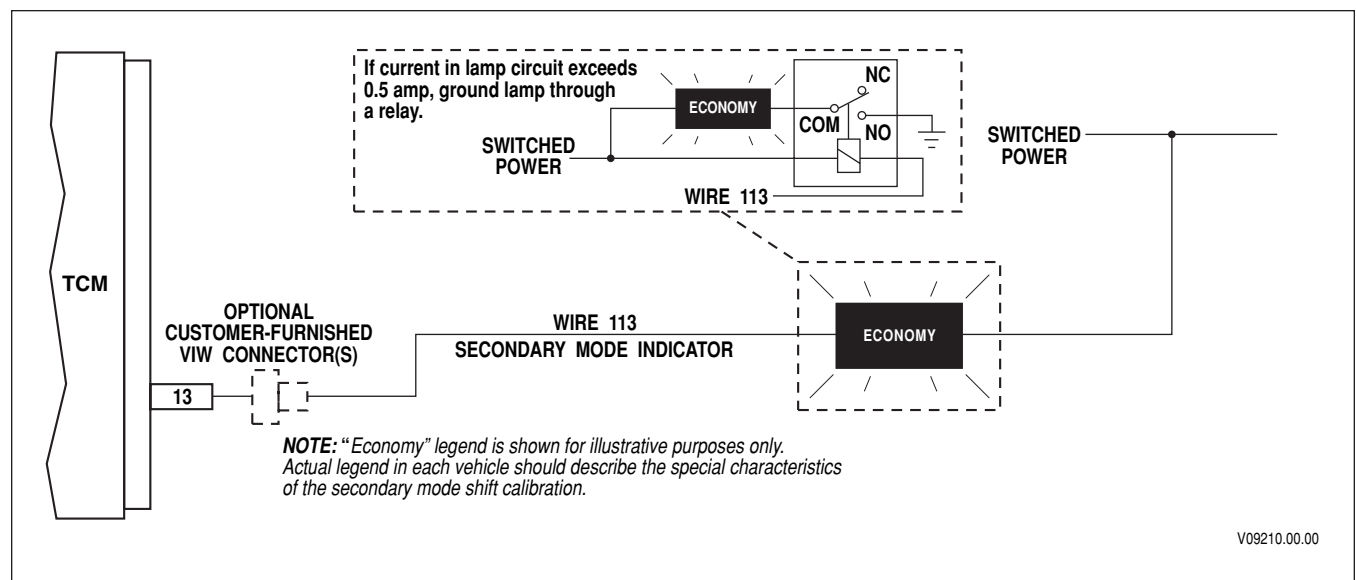 If current in lamp circuit exceeds
0.5 amp, ground lamp through
a relay.
ECONOMY
NC
COM
NO
SWITCHED
POWER
WIRE 113
SWITCHED
POWER
TCM
OPTIONAL
CUSTOMER-FURNISHED
VIW CONNECTOR(S)
13
WIRE 113
SECONDARY MODE INDICATOR
ECONOMY
NOTE: "Economy" legend is shown for illustrative purposes only.
Actual legend in each vehicle should describe the special characteristics
of the secondary mode shift calibration.
V09210.00.00